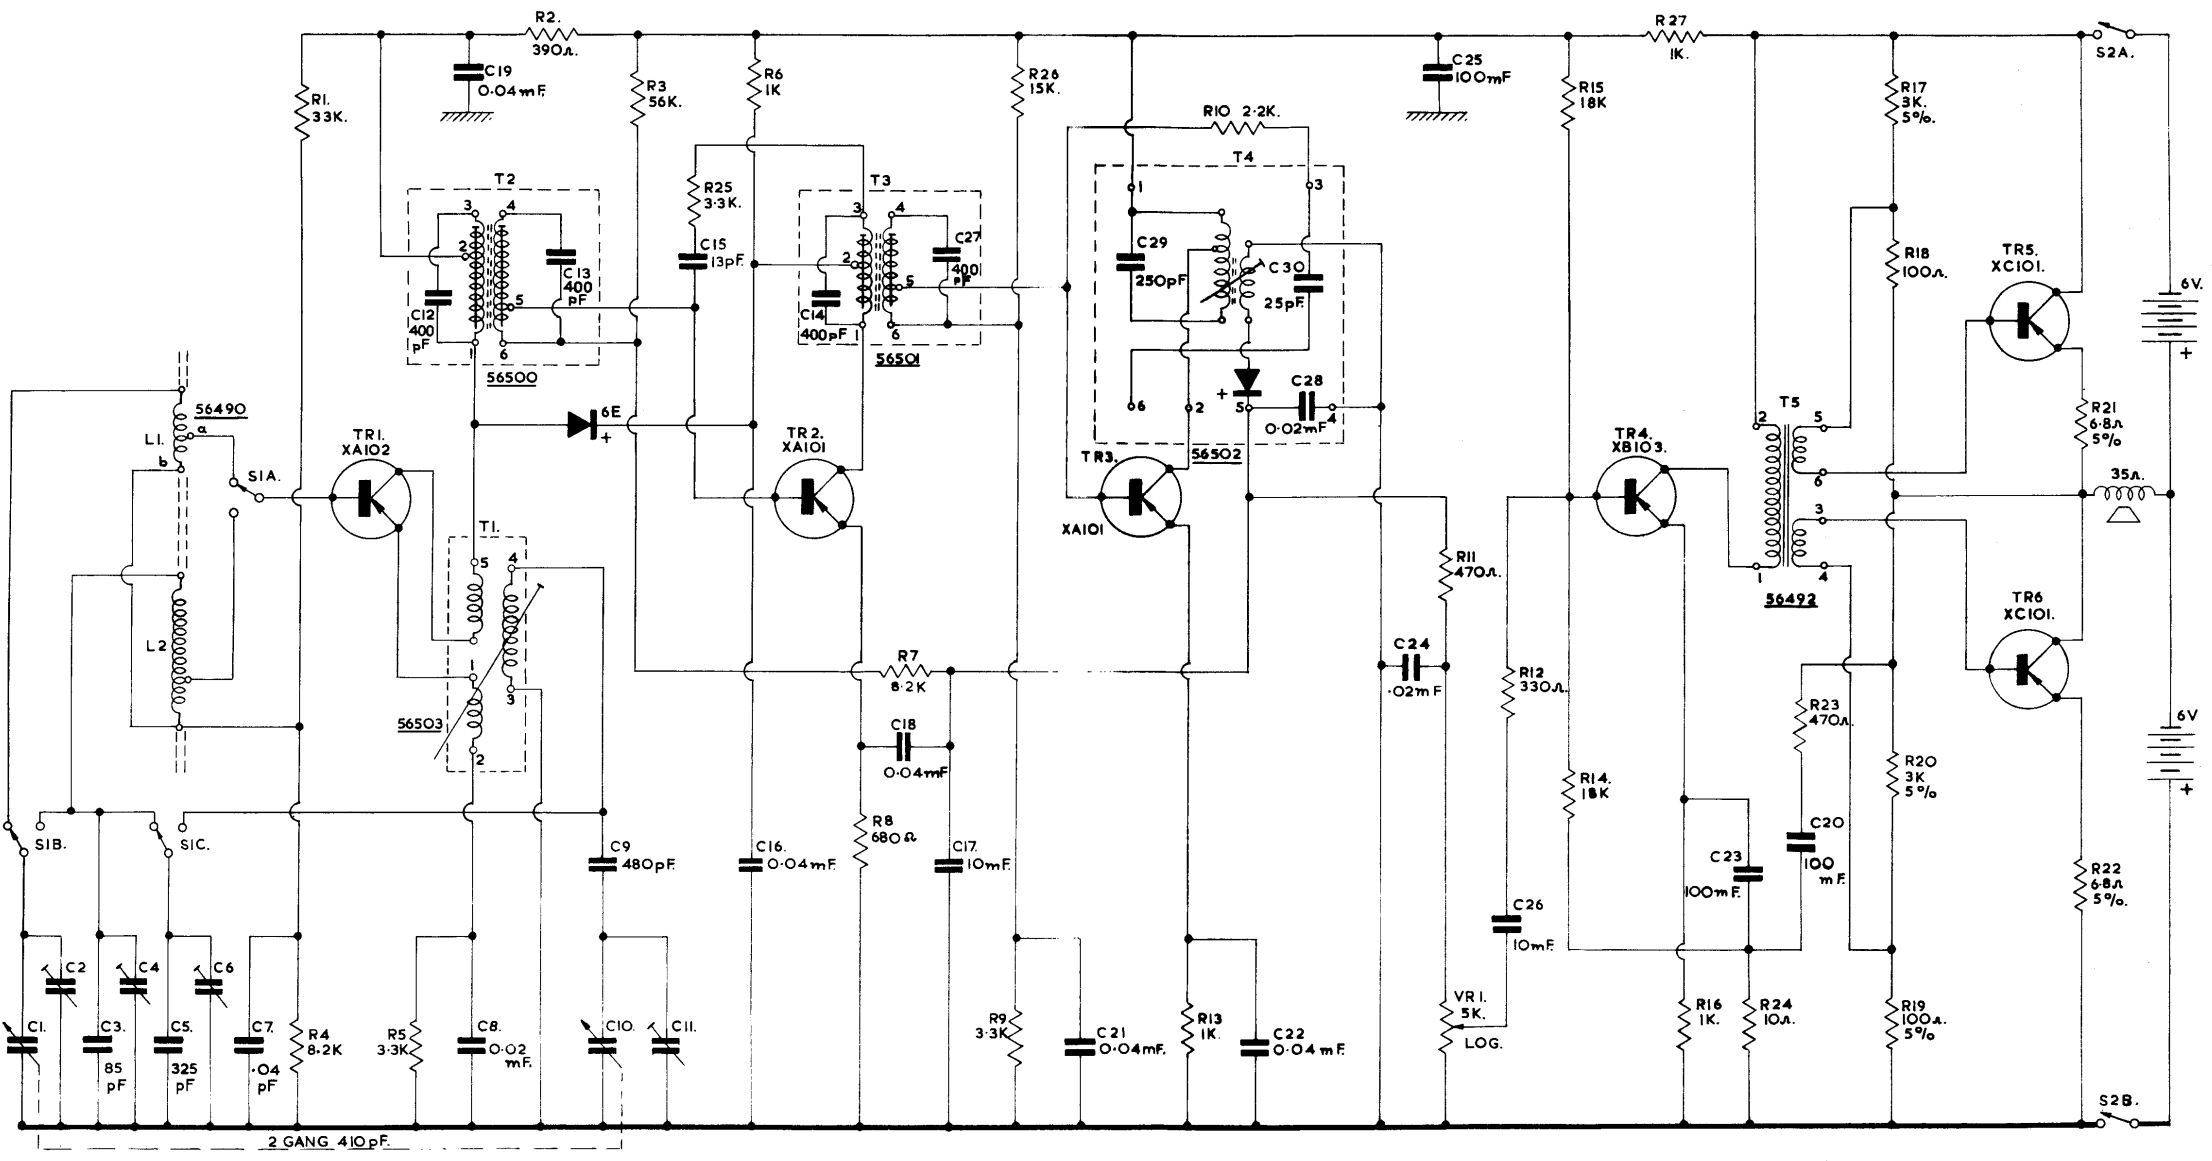 R2.
390Ω.
C19
0·04mF.
R1.
33K.
R3
56K.
R6
1K
R26
15K.
C25
100mF
R27
1K.
S2A.
R15
18K
R17
3K.
5%.
R10 2·2K.
T2
3
4
2
5
1
6
C12
400
pF
C13
400
pF
56500
R25
3·3K.
C15
13pF.
T3
3
4
2
5
1
6
C14
400pF
C27
400
pF
56501
T4
1
3
C29
250pF
C30
25pF.
+
6
2
5
C28
4
0·02mF
56502
R18
100Ω.
TR5.
XC101.
6V.
+
56490
L1.
a
b
S1A.
L2
TR1.
XA102
6E
+
TR2.
XA101
TR3.
XA101
TR4.
XB103.
T5
2
5
6
3
1
4
56492
R21
6·8Ω
5%
35Ω.
TR6
XC101.
T1.
5
4
3
2
56503
R7
8·2K
C18
0·04mF
R11
470Ω.
C24
·02mF
R12
330Ω.
R23
470Ω.
R20
3K
5%
6V
+
S1B.
S1C.
C9
480pF.
C16.
0·04mF.
R8
680Ω
C17.
10mF.
R14.
18K
C23
100mF.
C20
100
mF.
R22
6·8Ω
5%.
C26
10mF.
C2
C4
C6
C1.
C3.
85
pF
C5.
325
pF
C7.
·04
pF
R4
8·2K
R5
3·3K
C8.
0·02
mF.
C10.
C11.
R9
3·3K
C21
0·04mF.
R13
1K.
C22
0·04mF.
VR1.
5K.
LOG.
R16
1K.
R24
10Ω.
R19
100Ω.
5%
S2B.
2 GANG 410pF.